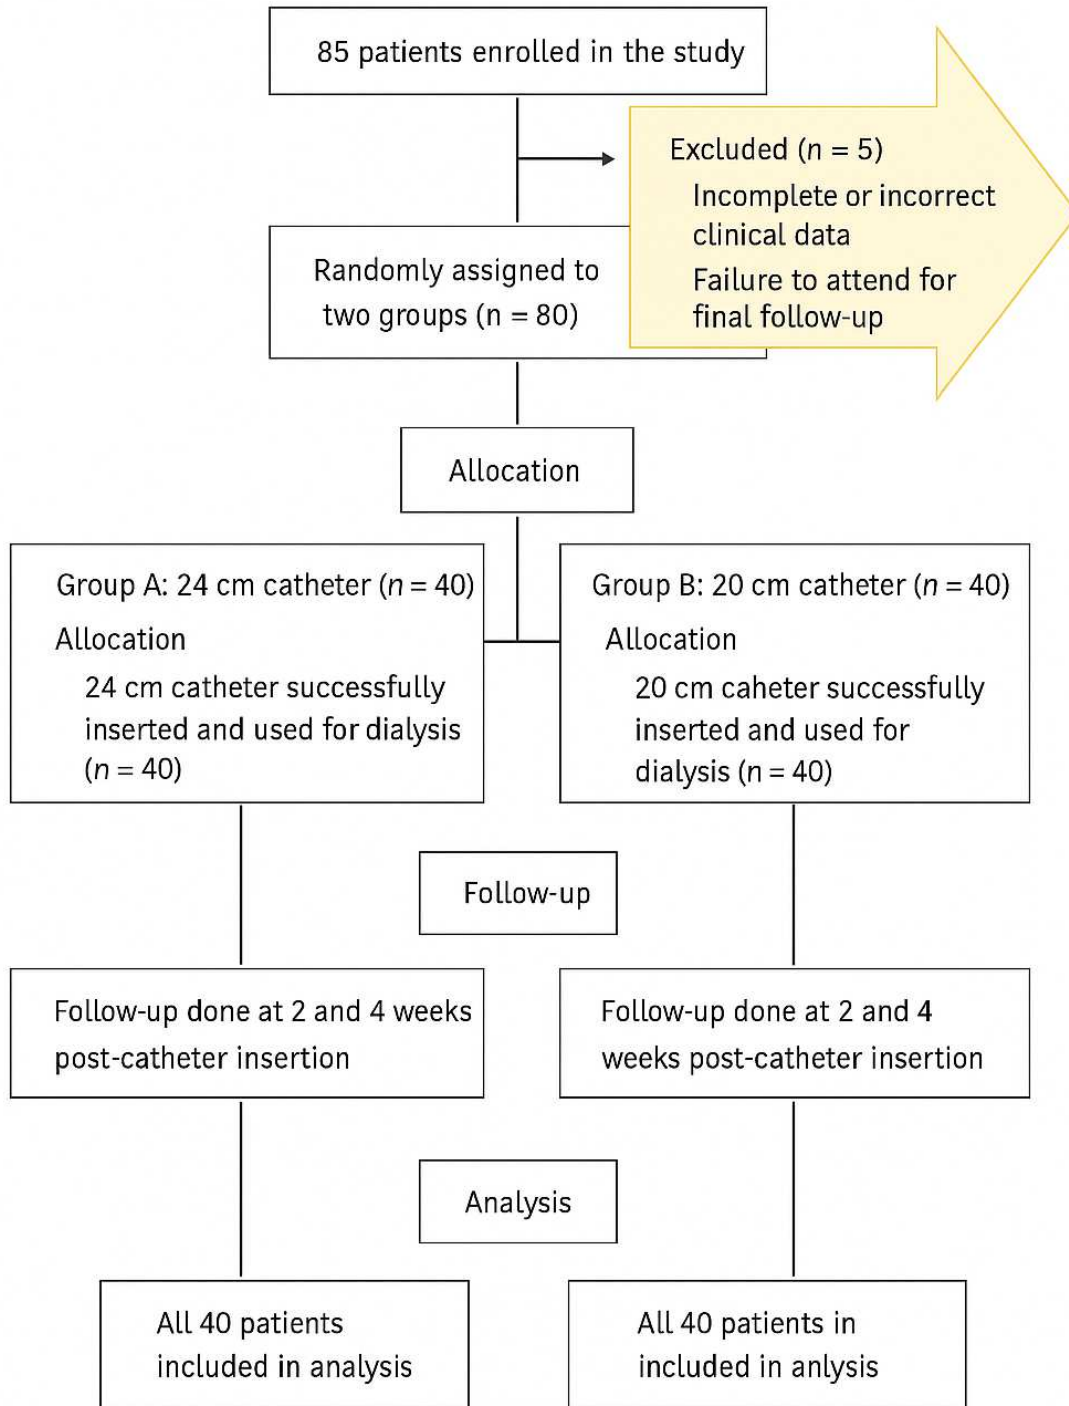 85 patients enrolled in the study
Excluded (n = 5)
Incomplete or incorrect
clinical data
Failure to attend for
final follow-up
Randomly assigned to
two groups (n = 80)
Allocation
Group A: 24 cm catheter (n = 40)
Allocation
24 cm catheter successfully
inserted and used for dialysis
(n = 40)
Group B: 20 cm catheter (n = 40)
Allocation
20 cm caheter successfully
inserted and used for
dialysis (n = 40)
Follow-up
Follow-up done at 2 and 4 weeks
post-catheter insertion
Follow-up done at 2 and 4
weeks post-catheter insertion
Analysis
All 40 patients
included in analysis
All 40 patients in
included in anlysis